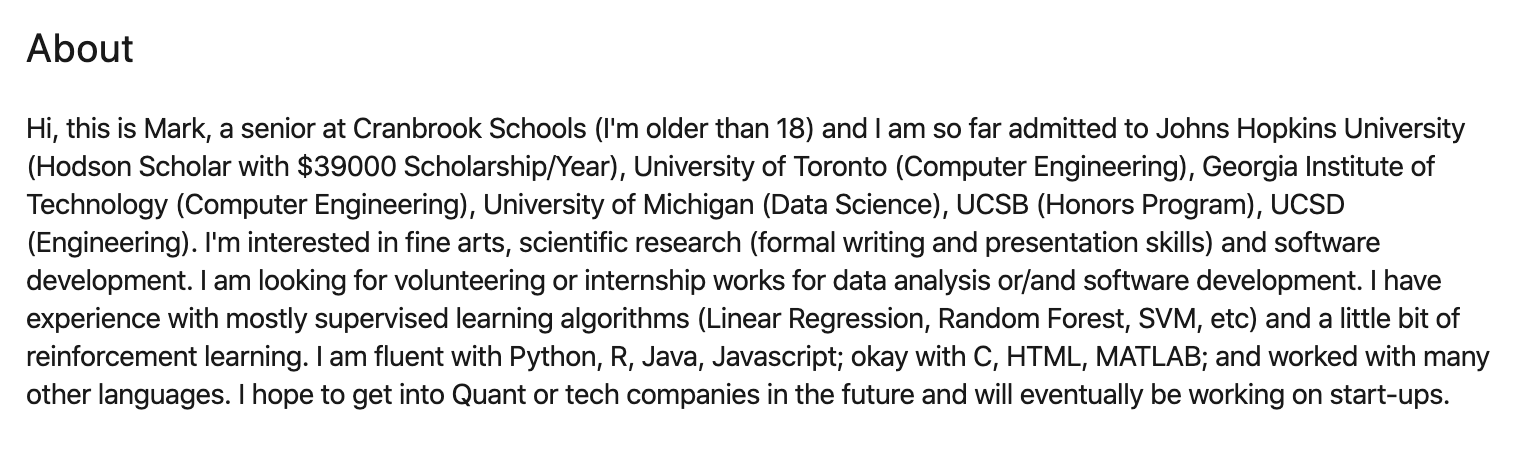 About
Hi, this is Mark, a senior at Cranbrook Schools (I'm older than 18) and I am so far admitted to Johns Hopkins University
(Hodson Scholar with $39000 Scholarship/Year), University of Toronto (Computer Engineering), Georgia Institute of
Technology (Computer Engineering), University of Michigan (Data Science), UCSB (Honors Program), UCSD
(Engineering). I'm interested in fine arts, scientific research (formal writing and presentation skills) and software
development. I am looking for volunteering or internship works for data analysis or/and software development. I have
experience with mostly supervised learning algorithms (Linear Regression, Random Forest, SVM, etc) and a little bit of
reinforcement learning. I am fluent with Python, R, Java, Javascript; okay with C, HTML, MATLAB; and worked with many
other languages. I hope to get into Quant or tech companies in the future and will eventually be working on start-ups.